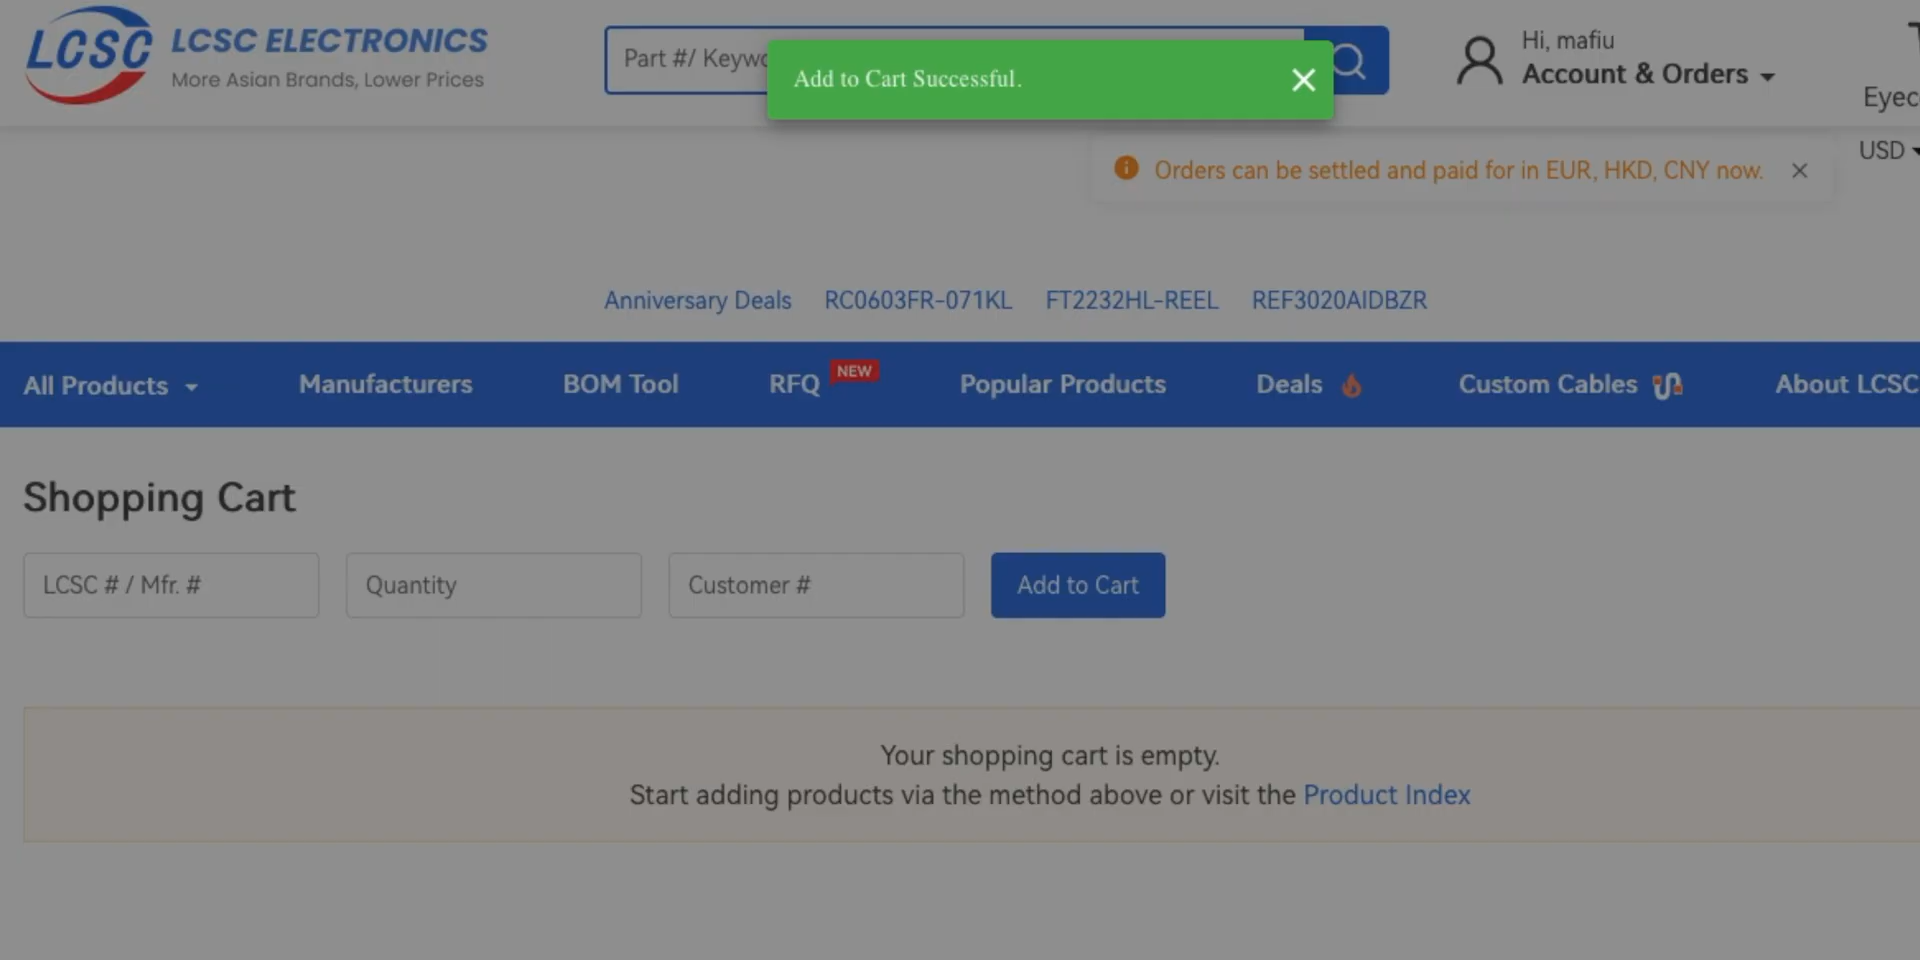 LCSC
LCSC ELECTRONICS
More Asian Brands, Lower Prices
Part #/
Add to Cart Successful.
Hi, mafiu
Account & Orders
USD
Orders can be settled and paid for in EUR, HKD, CNY now.
Anniversary Deals RC0603FR-071KL FT2232HL-REEL REF3020AIDBZR
All Products Manufacturers BOM Tool RFQ NEW Popular Products Deals Custom Cables About LCSC
Shopping Cart
LCSC # / Mfr. # Quantity Customer # Add to Cart
Your shopping cart is empty.
Start adding products via the method above or visit the Product Index